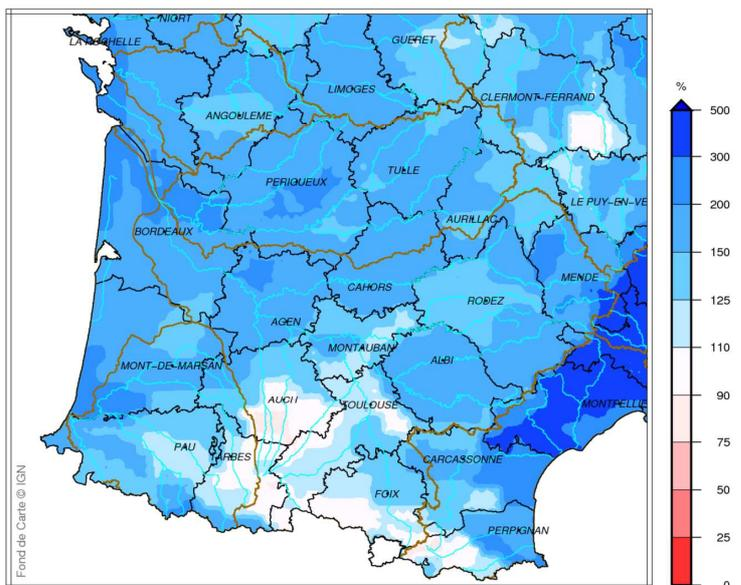 NIORT
LA ROCHELLE
GUERET
%
LIMOGES
CLERMONT-FERRAND
500
ANGOULEME
300
TULLE
PERIGUEUX
200
LE PUY-EN-VE
AURILLAC
BORDEAUX
150
MENDE
CAHORS
RODEZ
125
AGEN
MONTAUBAN
110
ALBI
MONT-DE-MARSAN
90
AUCH
TOULOUSE
MONTPELLIE
75
PAU
TARBES
CARCASSONNE
50
FOIX
PERPIGNAN
25
0
Fond de Carte © IGN